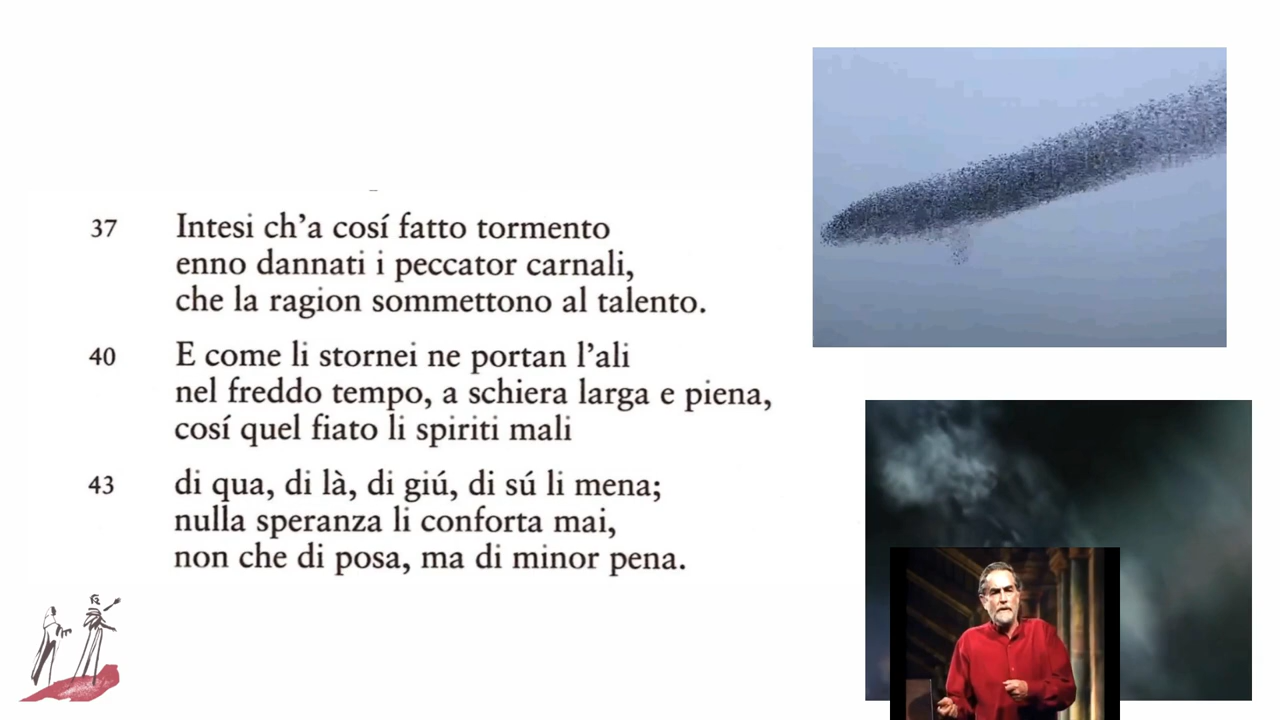 37 Intesi ch'a cosí fatto tormento
enno dannati i peccator carnali,
che la ragion sommettono al talento.
40 E come li stornei ne portan l'ali
nel freddo tempo, a schiera larga e piena,
cosí quel fiato li spiriti mali
43 di qua, di là, di giú, di sú li mena;
nulla speranza li conforta mai,
non che di posa, ma di minor pena.